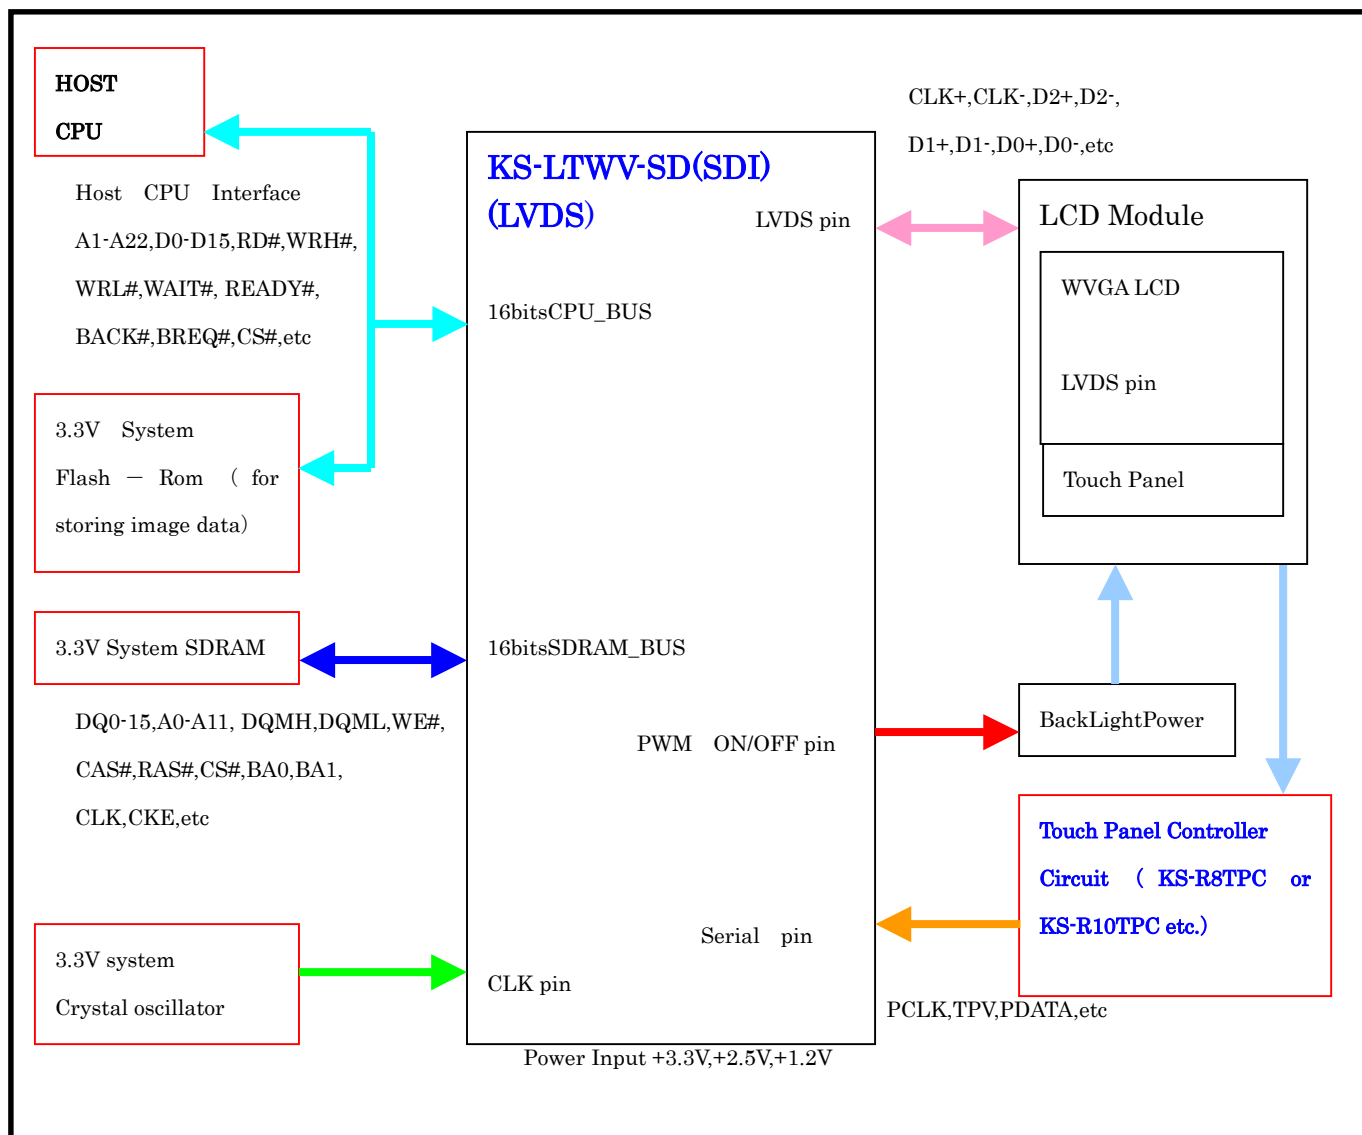 HOST
CPU
Host CPU Interface
A1-A22,D0-D15,RD#,WRH#,
WRL#,WAIT#, READY#,
BACK#,BREQ#,CS#,etc
3.3V System
Flash － Rom （ for
storing image data）
3.3V System SDRAM
DQ0-15,A0-A11, DQMH,DQML,WE#,
CAS#,RAS#,CS#,BA0,BA1,
CLK,CKE,etc
3.3V system
Crystal oscillator
KS-LTWV-SD(SDI)
(LVDS)
LVDS pin
16bitsCPU_BUS
16bitsSDRAM_BUS
PWM ON/OFF pin
Serial pin
CLK pin
Power Input +3.3V,+2.5V,+1.2V
CLK+,CLK-,D2+,D2-,
D1+,D1-,D0+,D0-,etc
LCD Module
WVGA LCD
LVDS pin
Touch Panel
BackLightPower
Touch Panel Controller
Circuit （ KS-R8TPC or
KS-R10TPC etc.）
PCLK,TPV,PDATA,etc